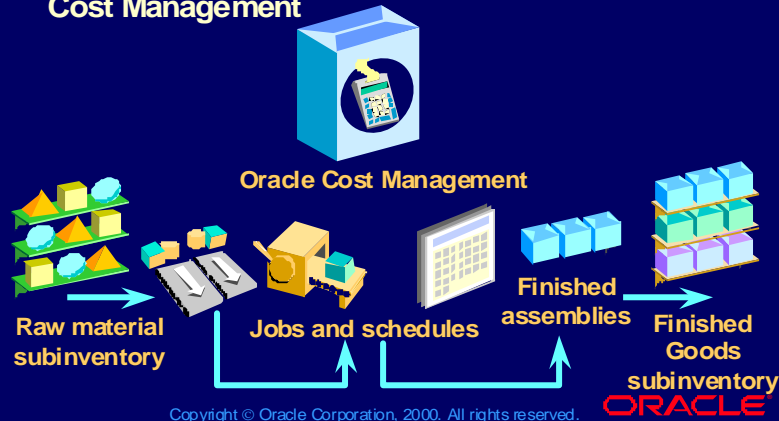 Cost Management
Oracle Cost Management
Raw material
subinventory
Jobs and schedules
Finished
assemblies
Finished
Goods
subinventory
Copyright © Oracle Corporation, 2000. All rights reserved.
ORACLE®